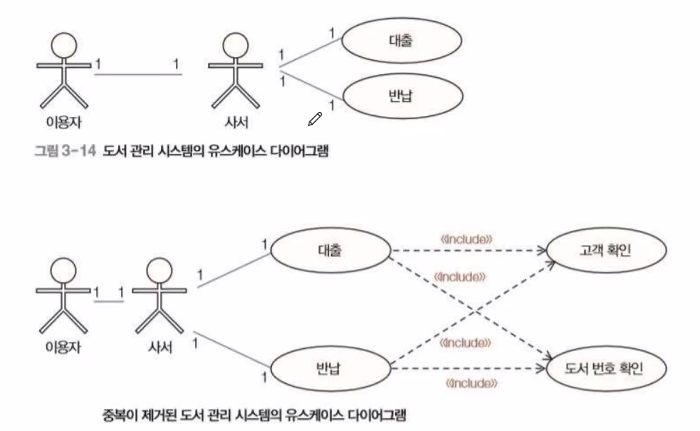 1 1 1 1 대출
1 1 반납
이용자 사서
그림 3-14 도서 관리 시스템의 유스케이스 다이어그램
1 대출 《include》 고객 확인
1 《include》
1 1
이용자 사서 1 《include》
1 반납 《include》 도서 번호 확인
중복이 제거된 도서 관리 시스템의 유스케이스 다이어그램